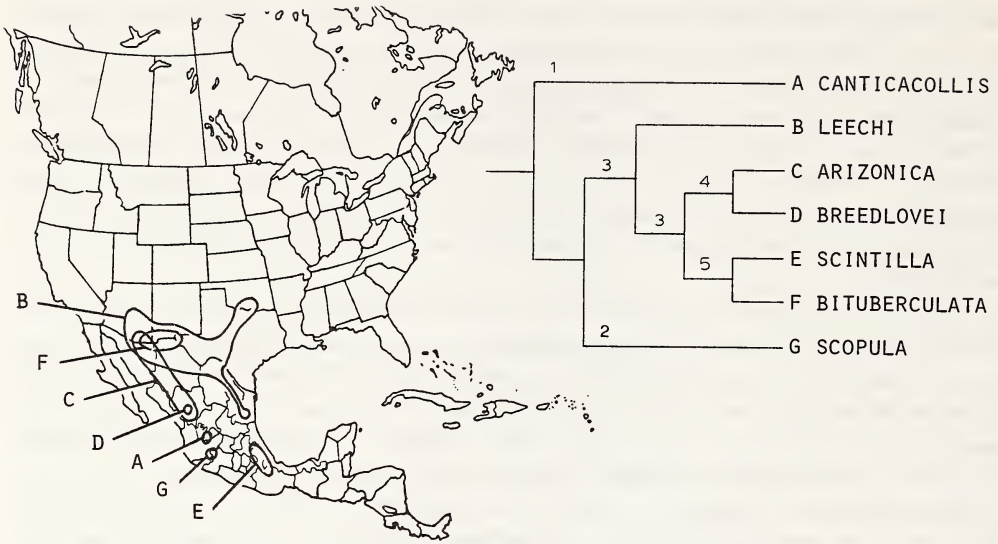 1
A CANTICACOLLIS
B LEECHI
3
4
C ARIZONICA
3
D BREEDLOVEI
5
E SCINTILLA
F BITUBERCULATA
2
G SCOPULA
B
F
C
D
A
G
E